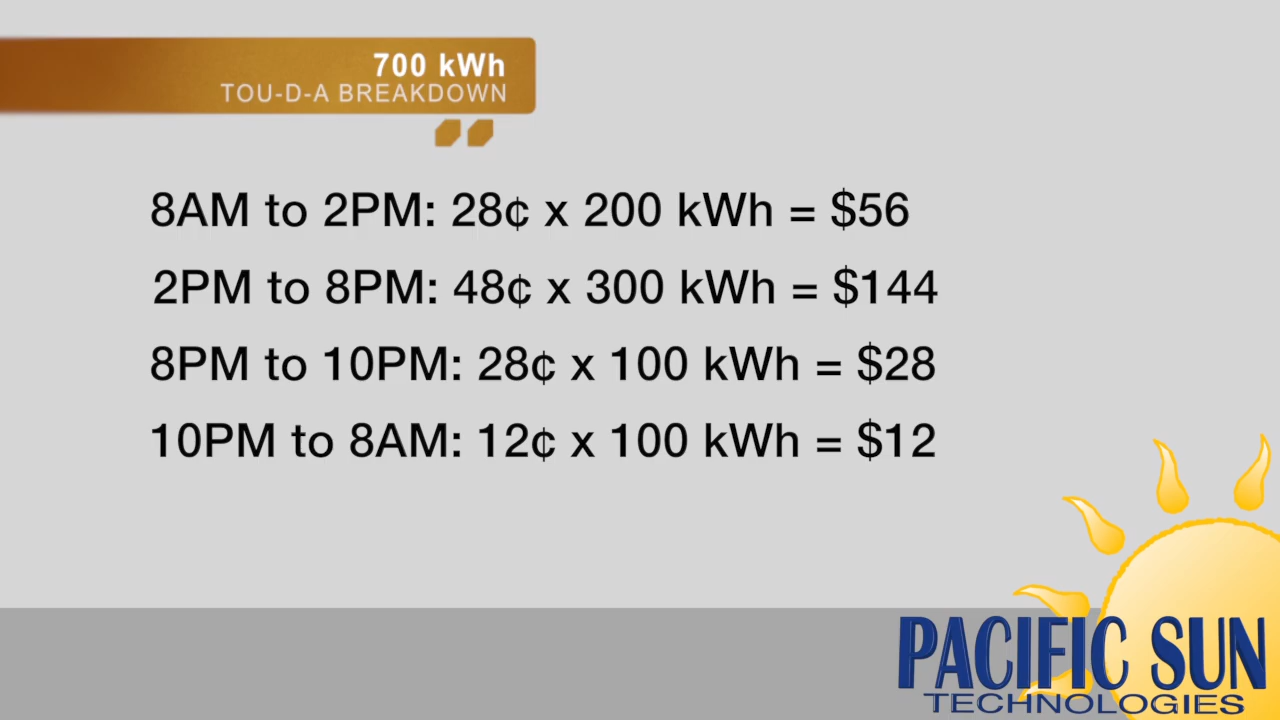 700 kWh
TOU-D-A BREAKDOWN
8AM to 2PM: 28¢ x 200 kWh = $56
2PM to 8PM: 48¢ x 300 kWh = $144
8PM to 10PM: 28¢ x 100 kWh = $28
10PM to 8AM: 12¢ x 100 kWh = $12
PACIFIC SUN
TECHNOLOGIES